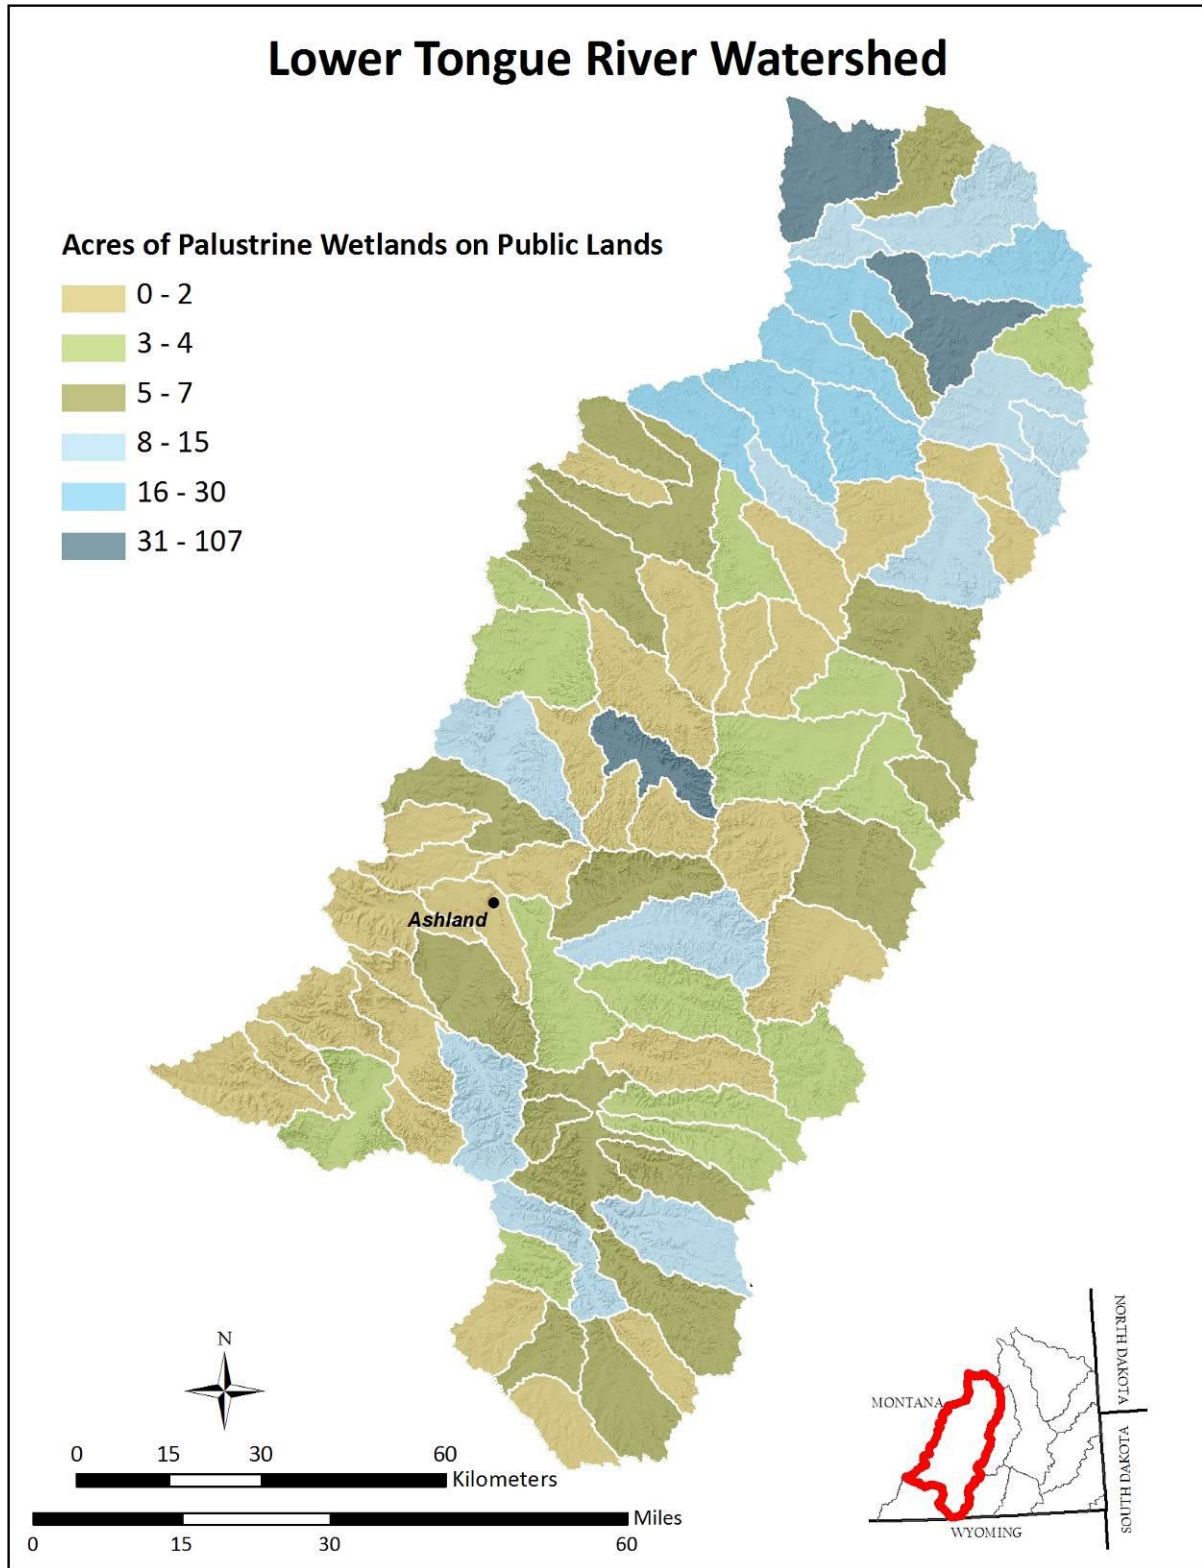 Lower Tongue River Watershed
Acres of Palustrine Wetlands on Public Lands
0 - 2
3 - 4
5 - 7
8 - 15
16 - 30
31 - 107
Ashland
N
0 15 30 60
Kilometers
Miles
0 15 30 60
MONTANA
NORTH DAKOTA
SOUTH DAKOTA
WYOMING